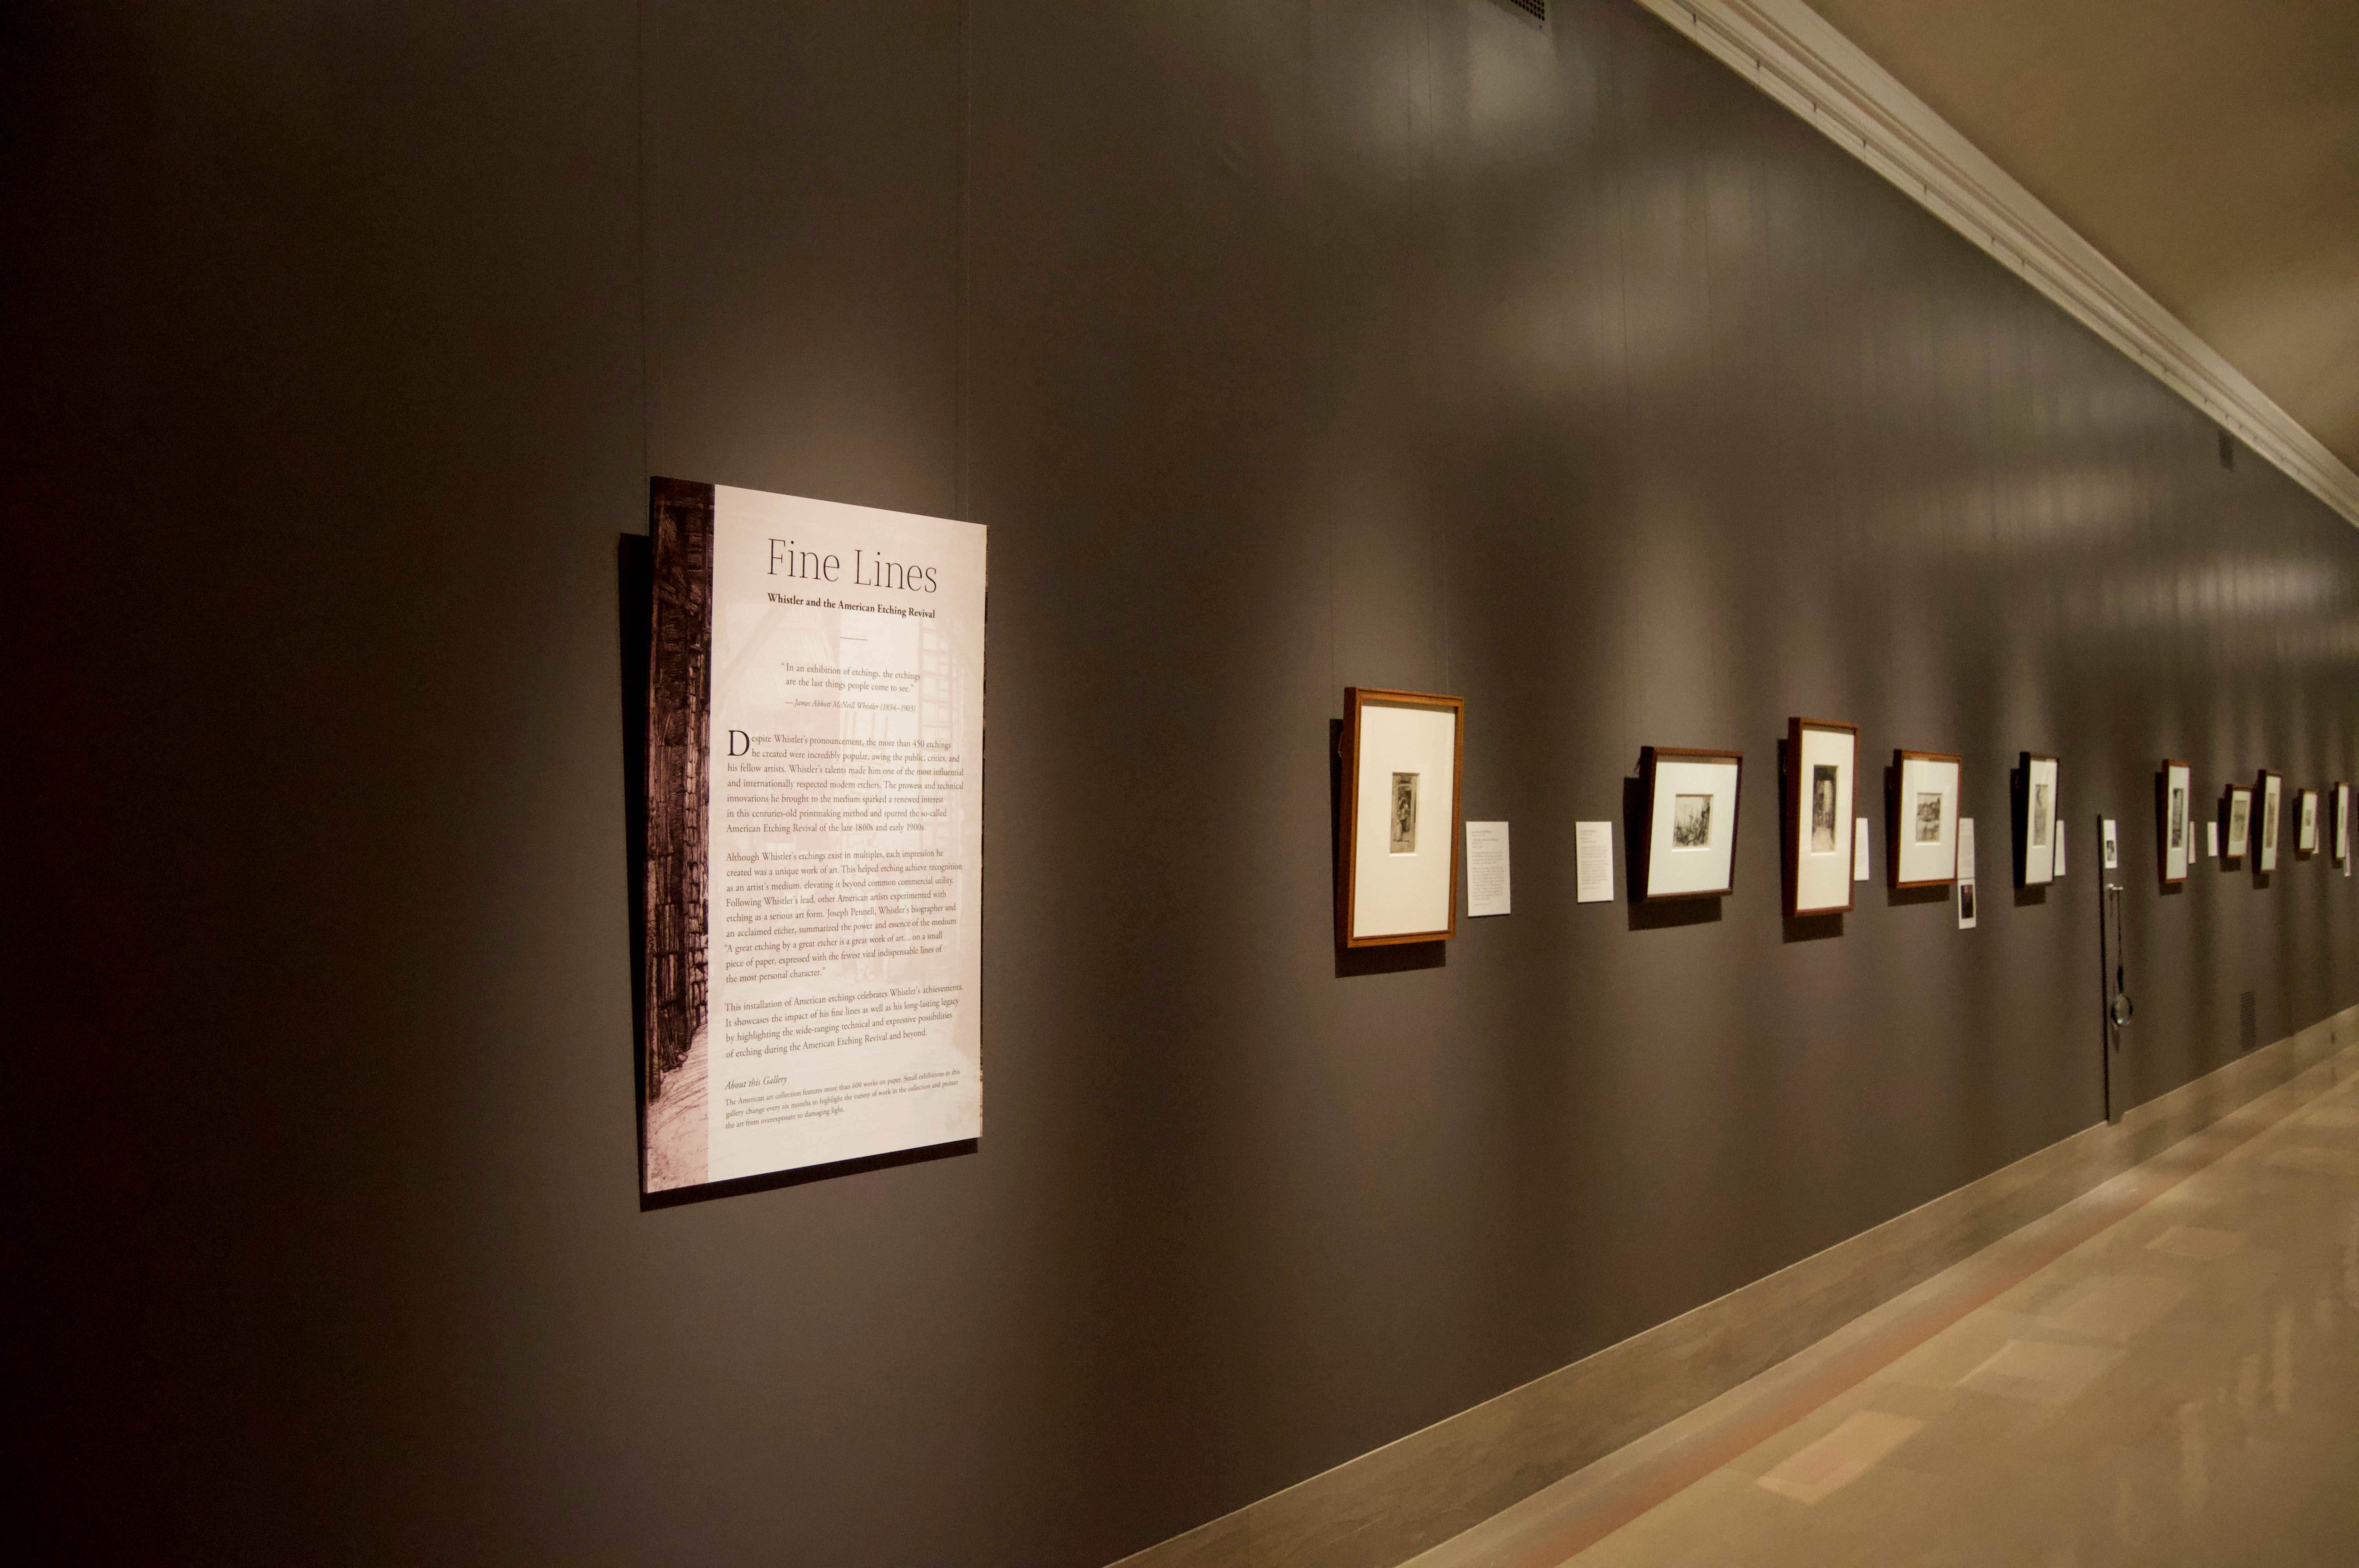 Fine Lines
Whistler and the American Etching Revival
“In an exhibition of etchings, the etchings
are the last things people come to see.”
— James Abbott McNeill Whistler (1834–1903)
Despite Whistler’s pronouncement, the more than 450 etchings
he created were incredibly popular, awing the public, critics, and
his fellow artists. Whistler’s talents made him one of the most influential
and internationally respected modern etchers. The prowess and technical
innovations he brought to the medium sparked a renewed interest
in this centuries-old printmaking method and spurred the so-called
American Etching Revival of the late 1800s and early 1900s.
Although Whistler’s etchings exist in multiples, each impression he
created was a unique work of art. This helped etching achieve recognition
as an artist’s medium, elevating it beyond common commercial utility.
Following Whistler’s lead, other American artists experimented with
etching as a serious art form. Joseph Pennell, Whistler’s biographer and
an acclaimed etcher, summarized the power and essence of the medium
“A great etching by a great etcher is a great work of art…on a small
piece of paper, expressed with the fewest vital indispensable lines of
the most personal character.”
This installation of American etchings celebrates Whistler’s achievements.
It showcases the impact of his fine lines as well as his long-lasting legacy
by highlighting the wide-ranging technical and expressive possibilities
of etching during the American Etching Revival and beyond.
About this Gallery
The American art collection features more than 600 works on paper. Small exhibitions in this
gallery change every six months to highlight the variety of work in the collection and protect
the art from overexposure to damaging light.